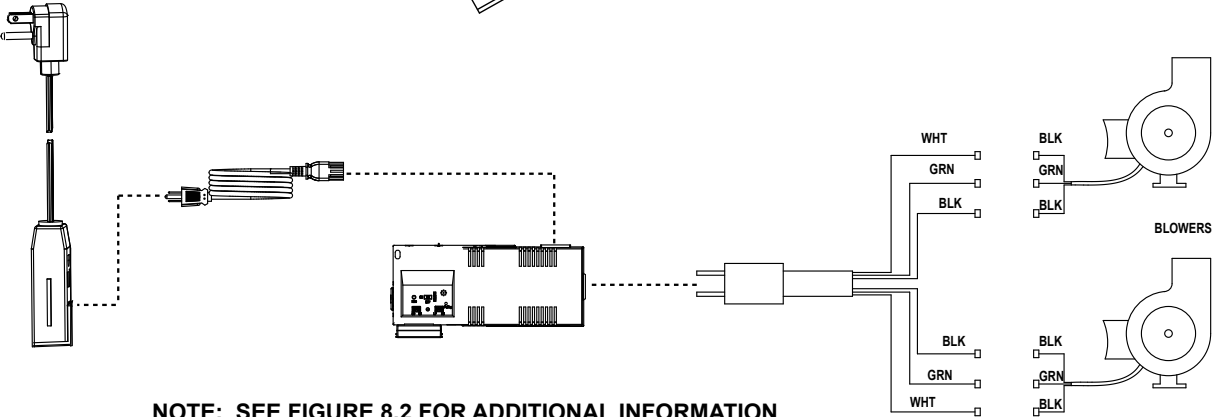 WHT BLK
GRN GRN
BLK BLK
BLOWERS
BLK BLK
GRN GRN
WHT BLK
NOTE: SEE FIGURE 8.2 FOR ADDITIONAL INFORMATION